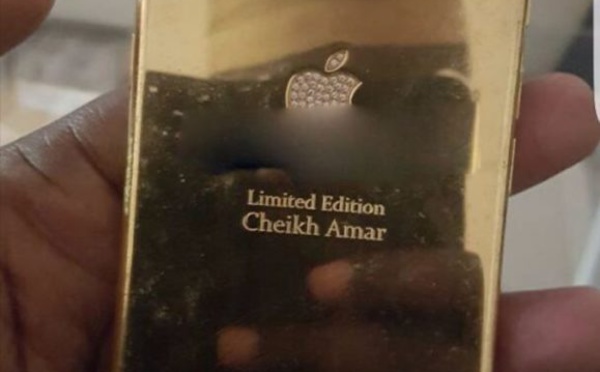 Limited Edition
Cheikh Amar